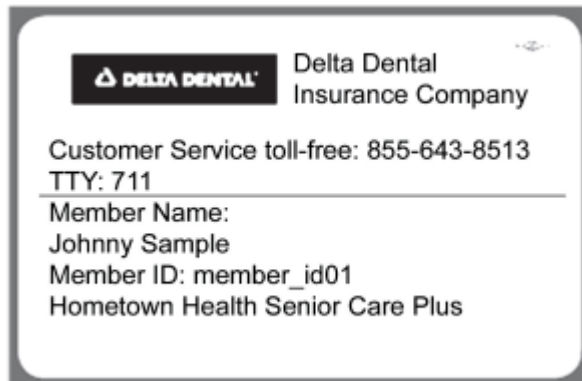 DELTA DENTAL
Delta Dental
Insurance Company
Customer Service toll-free: 855-643-8513
TTY: 711
Member Name:
Johnny Sample
Member ID: member_id01
Hometown Health Senior Care Plus